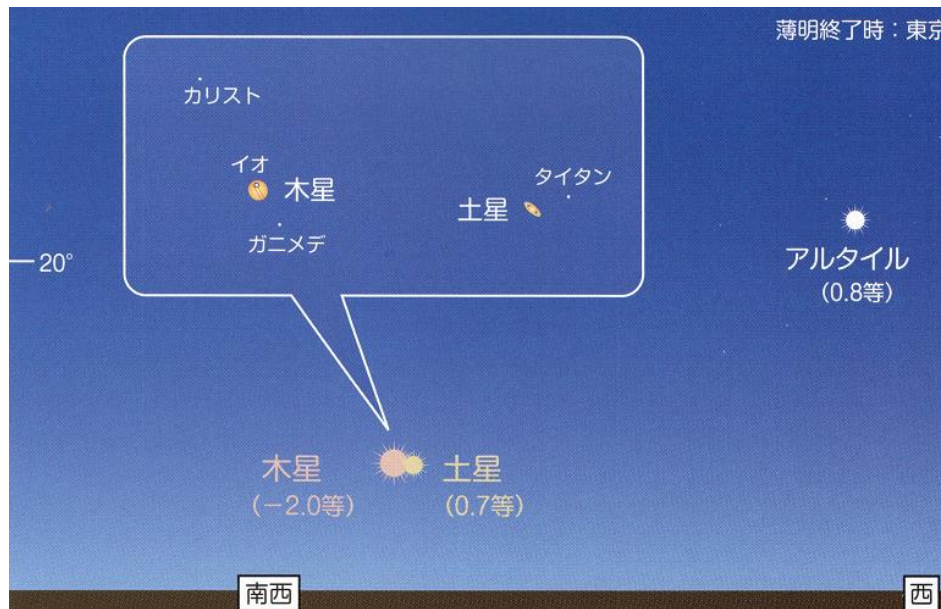 薄明終了時：東京
カリスト
イオ
木星
ガニメデ
タイタン
土星
20°
アルタイル
(0.8等)
木星
(−2.0等)
土星
(0.7等)
南西
西